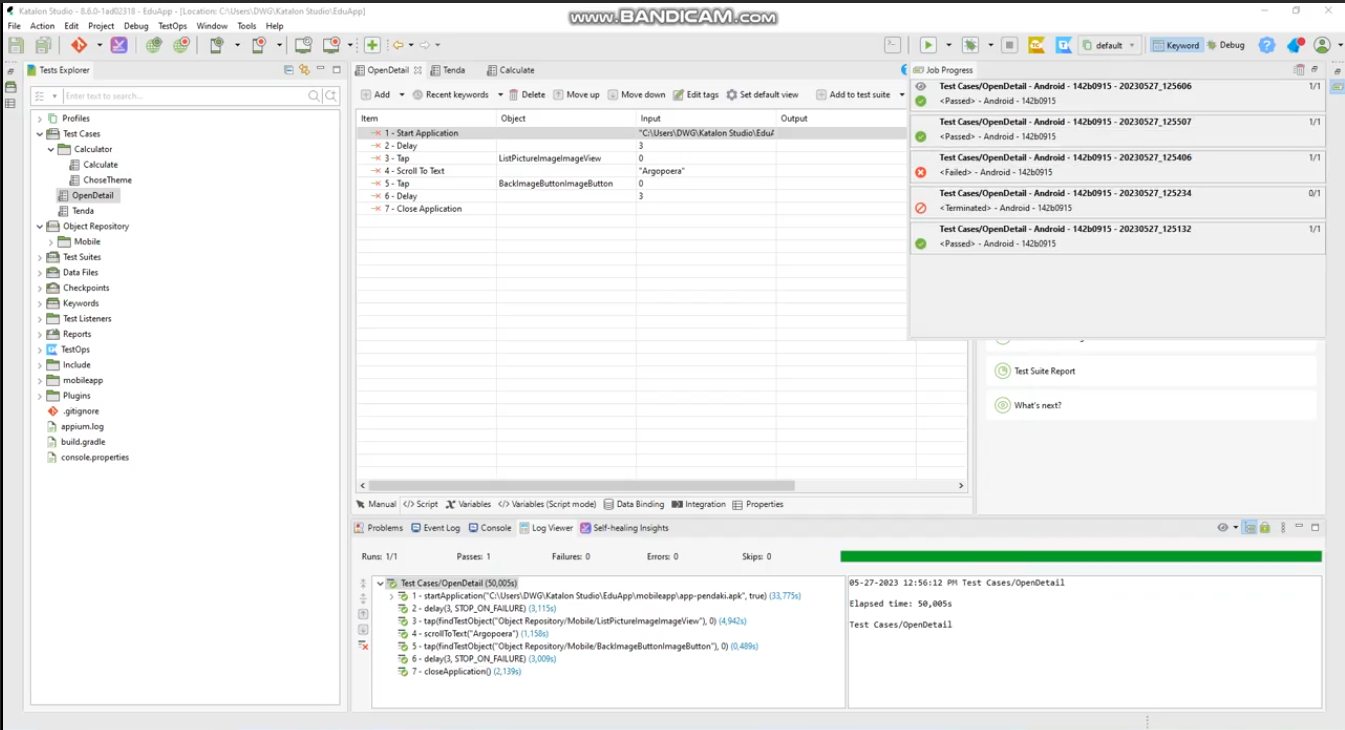 Katalon Studio - 8.6.0-1ad02318 - EduApp - [Location: C:\Users\DWG\Katalon Studio\EduApp]
www.BANDICAM.com
File Action Edit Project Debug TestOps Window Tools Help
default Keyword Debug
Tests Explorer
Enter text to search...
Profiles
Test Cases
Calculator
Calculate
ChoseTheme
OpenDetail
Tenda
Object Repository
Mobile
Test Suites
Data Files
Checkpoints
Keywords
Test Listeners
Reports
TestOps
Include
mobileapp
Plugins
.gitignore
appium.log
build.gradle
console.properties
OpenDetail Tenda Calculate
Add Recent keywords Delete Move up Move down Edit tags Set default view Add to test suite
Item Object Input Output
1 - Start Application "C:\Users\DWG\Katalon Studio\EduA
2 - Delay 3
3 - Tap ListPictureImageImageView 0
4 - Scroll To Text "Argopoera"
5 - Tap BackImageButtonImageButton 0
6 - Delay 3
7 - Close Application
Manual Script Variables Variables (Script mode) Data Binding Integration Properties
Job Progress
Test Cases/OpenDetail - Android - 142b0915 - 20230527_125606 1/1
<Passed> - Android - 142b0915
Test Cases/OpenDetail - Android - 142b0915 - 20230527_125507 1/1
<Passed> - Android - 142b0915
Test Cases/OpenDetail - Android - 142b0915 - 20230527_125406 1/1
<Failed> - Android - 142b0915
Test Cases/OpenDetail - Android - 142b0915 - 20230527_125234 0/1
<Terminated> - Android - 142b0915
Test Cases/OpenDetail - Android - 142b0915 - 20230527_125132 1/1
<Passed> - Android - 142b0915
Test Suite Report
What's next?
Problems Event Log Console Log Viewer Self-healing Insights
Runs: 1/1 Passes: 1 Failures: 0 Errors: 0 Skips: 0
Test Cases/OpenDetail (50,005s)
1 - startApplication("C:\Users\DWG\Katalon Studio\EduApp\mobileapp\app-pendaki.apk", true) (33,775s)
2 - delay(3, STOP_ON_FAILURE) (3,115s)
3 - tap(findTestObject("Object Repository/Mobile/ListPictureImageImageView"), 0) (4,942s)
4 - scrollToText("Argopoera") (1,158s)
5 - tap(findTestObject("Object Repository/Mobile/BackImageButtonImageButton"), 0) (0,489s)
6 - delay(3, STOP_ON_FAILURE) (3,009s)
7 - closeApplication() (2,139s)
05-27-2023 12:56:12 PM Test Cases/OpenDetail
Elapsed time: 50,005s
Test Cases/OpenDetail